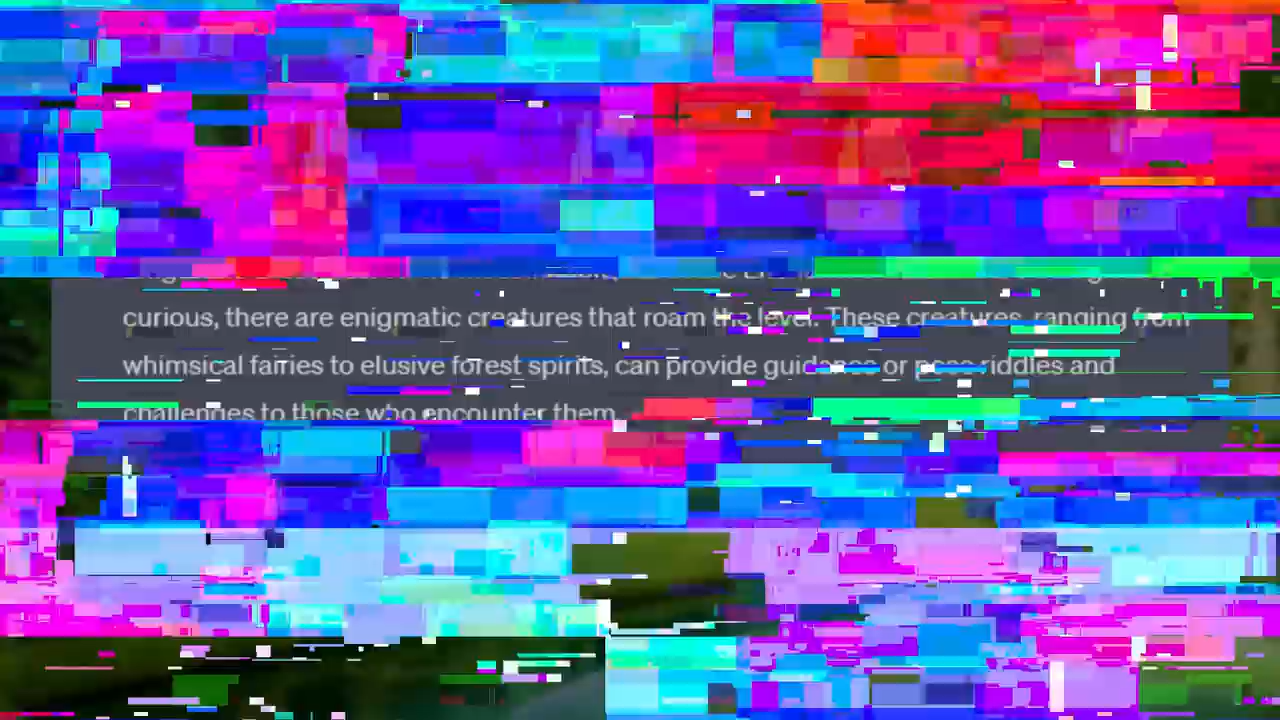 curious, there are enigmatic creatures that roam the level. These creatures, ranging from
whimsical fairies to elusive forest spirits, can provide guidance or pose riddles and
challenges to those who encounter them.